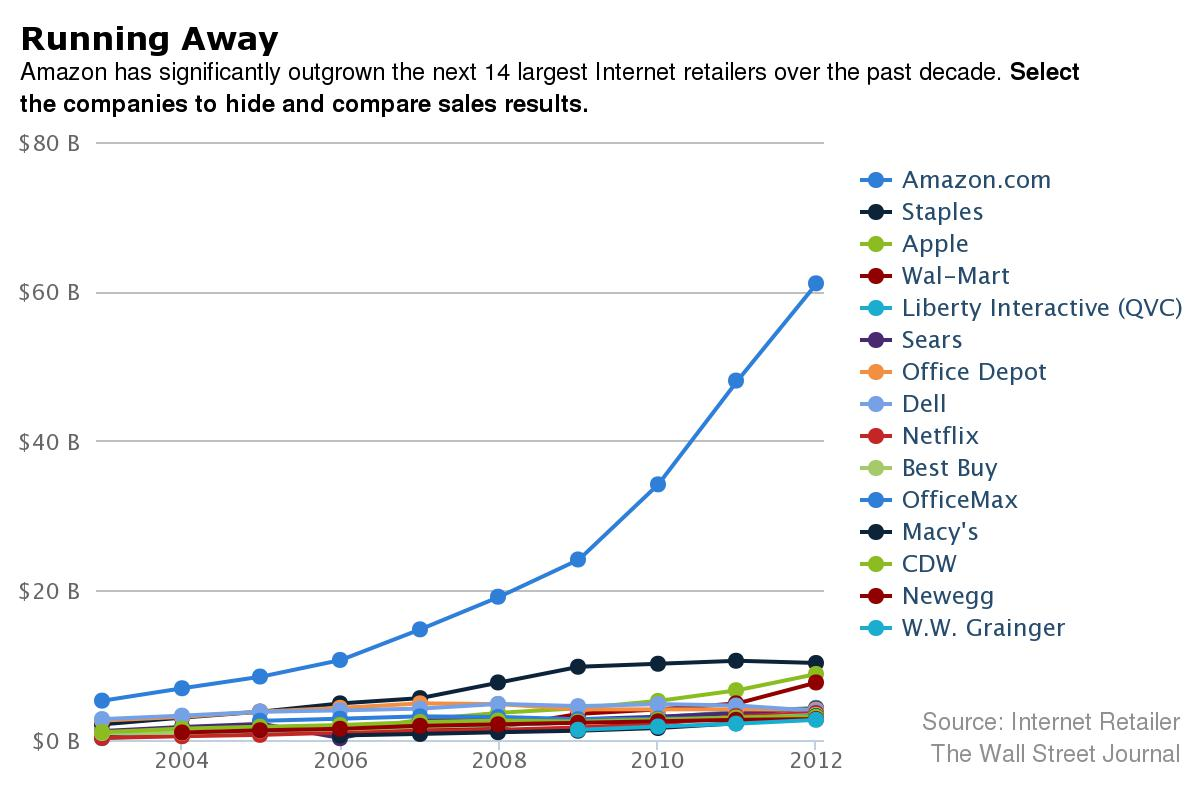 Running Away
Amazon has significantly outgrown the next 14 largest Internet retailers over the past decade. Select
the companies to hide and compare sales results.
$80 B
$60 B
$40 B
$20 B
$0 B
2004
2006
2008
2010
2012
Amazon.com
Staples
Apple
Wal-Mart
Liberty Interactive (QVC)
Sears
Office Depot
Dell
Netflix
Best Buy
OfficeMax
Macy's
CDW
Newegg
W.W. Grainger
Source: Internet Retailer
The Wall Street Journal